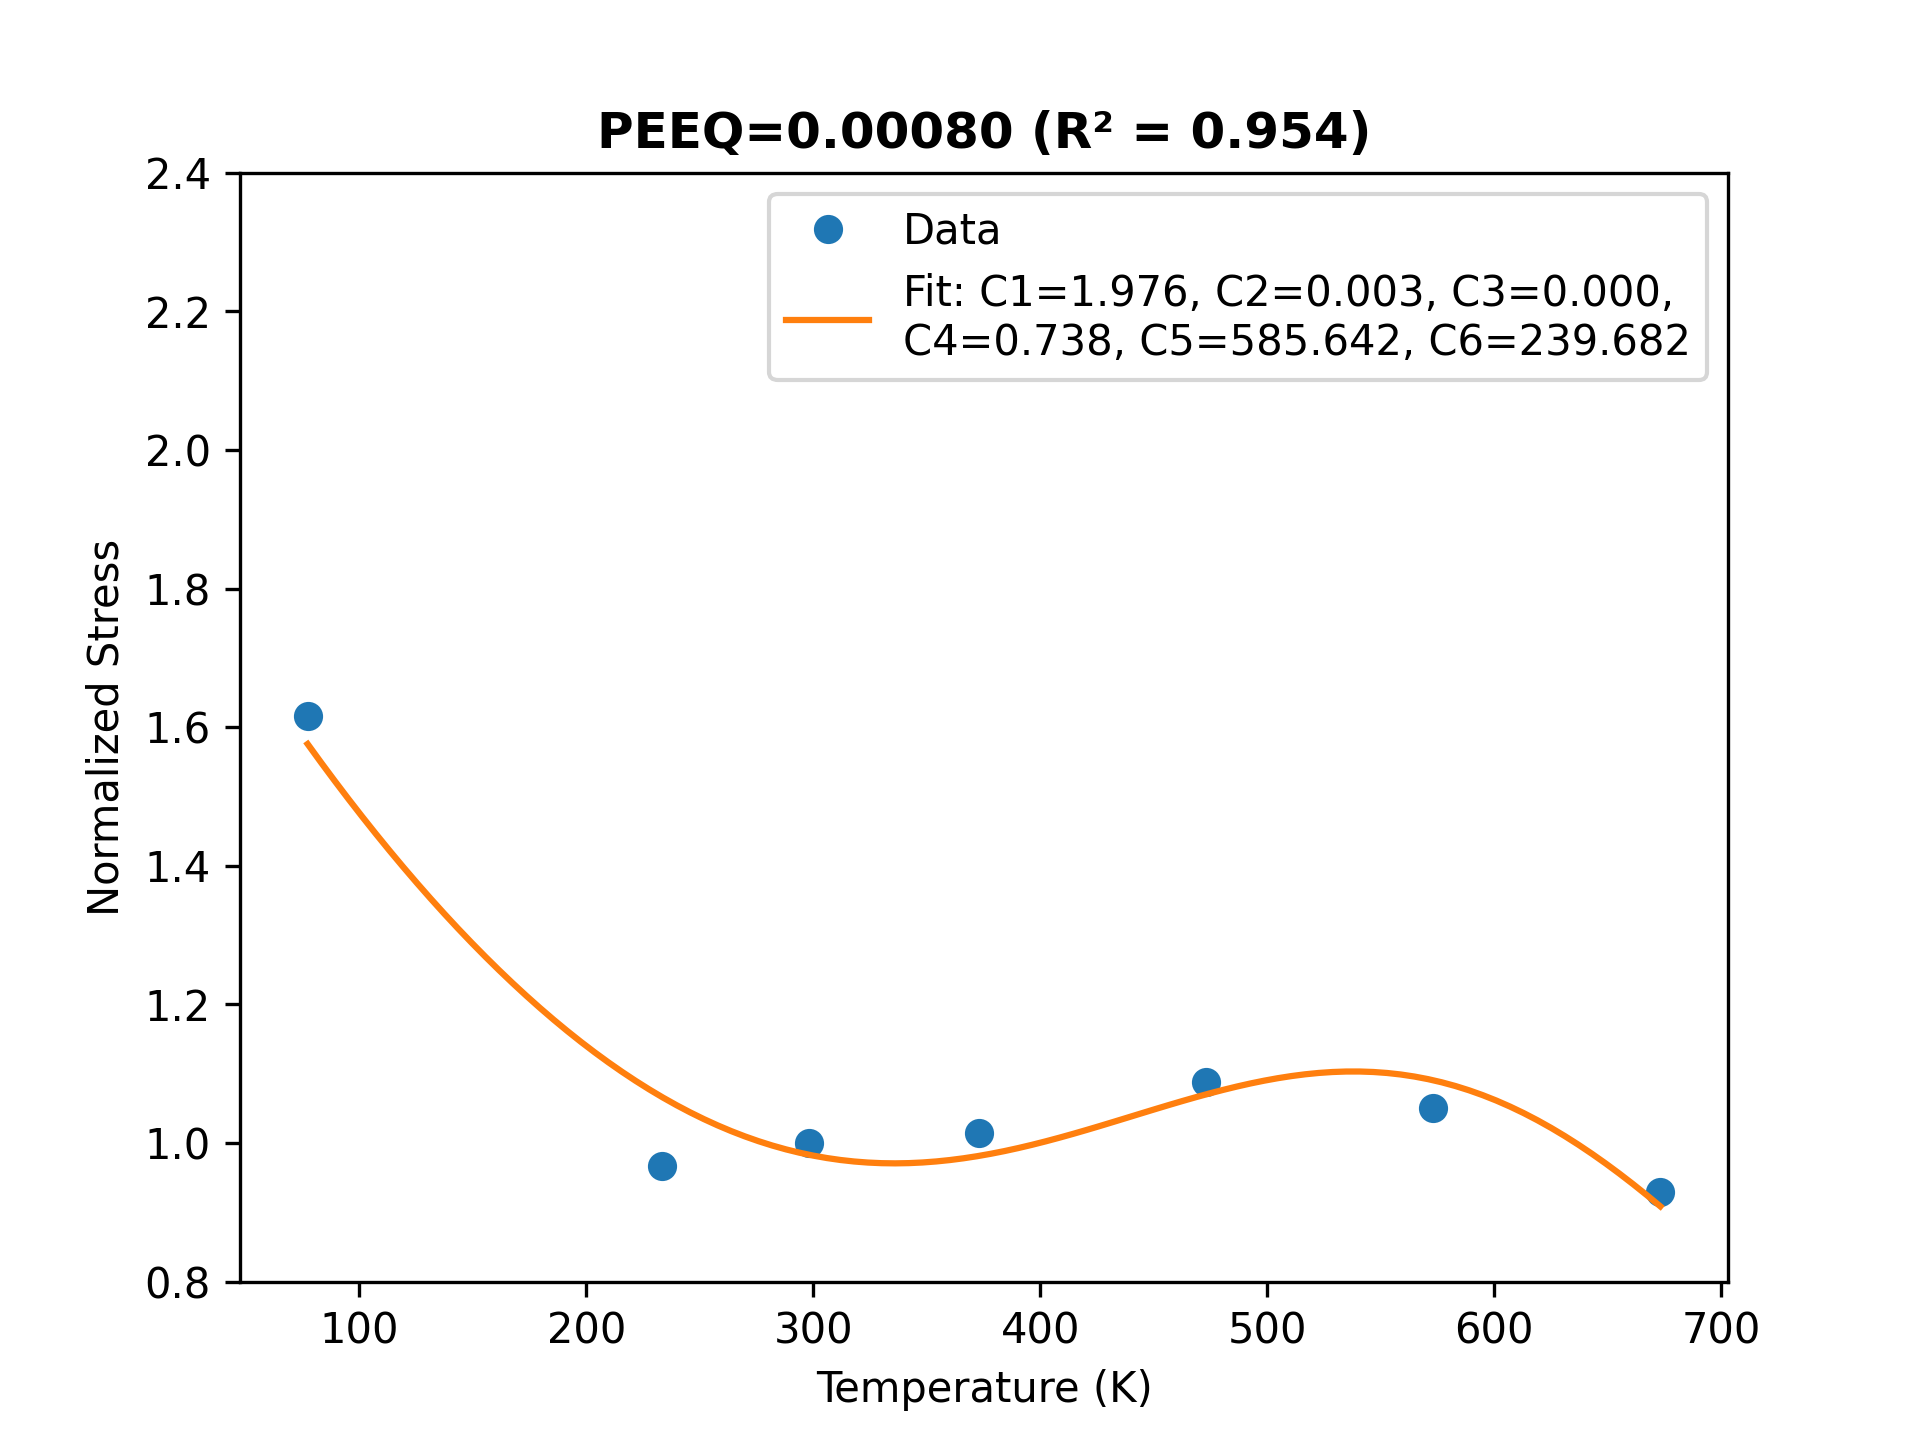 PEEQ=0.00080 (R² = 0.954)
2.4
2.2
2.0
1.8
1.6
1.4
1.2
1.0
0.8
Normalized Stress
Data
Fit: C1=1.976, C2=0.003, C3=0.000,
C4=0.738, C5=585.642, C6=239.682
100 200 300 400 500 600 700
Temperature (K)